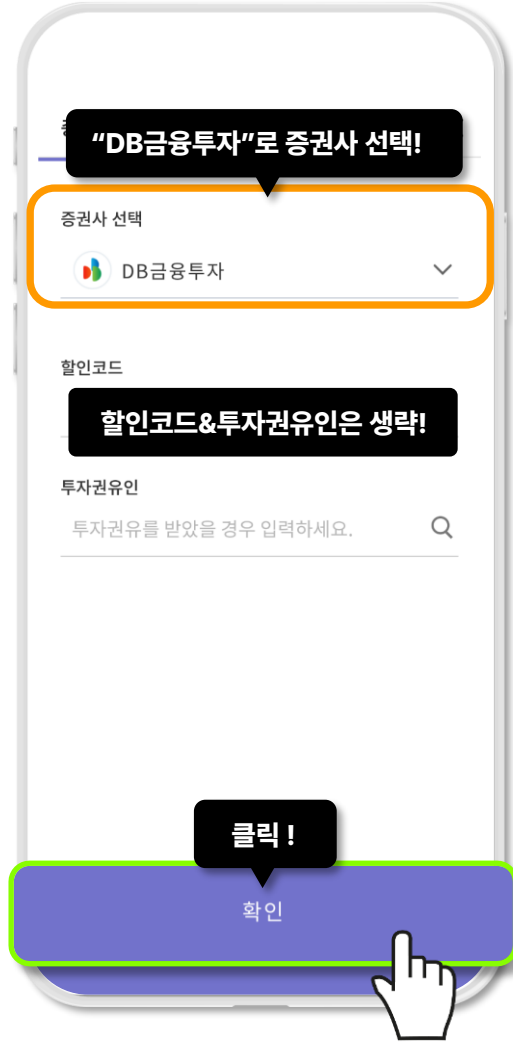 “DB금융투자”로 증권사 선택!
증권사 선택
DB금융투자
할인코드
할인코드&투자권유인은 생략!
투자권유인
투자권유를 받았을 경우 입력하세요.
클릭 !
확인